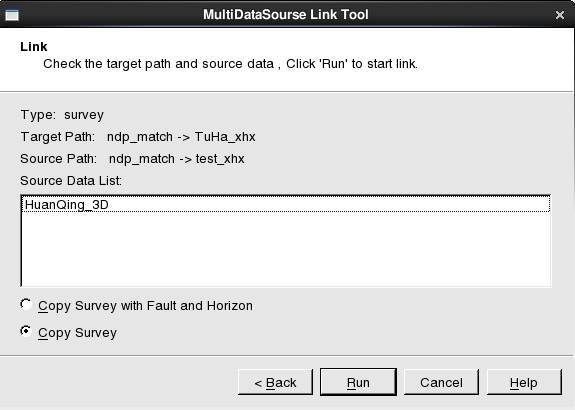 MultiDataSourse Link Tool
Link
Check the target path and source data , Click 'Run' to start link.
Type: survey
Target Path: ndp_match -> TuHa_xhx
Source Path: ndp_match -> test_xhx
Source Data List:
HuanQing_3D
Copy Survey with Fault and Horizon
Copy Survey
< Back
Run
Cancel
Help